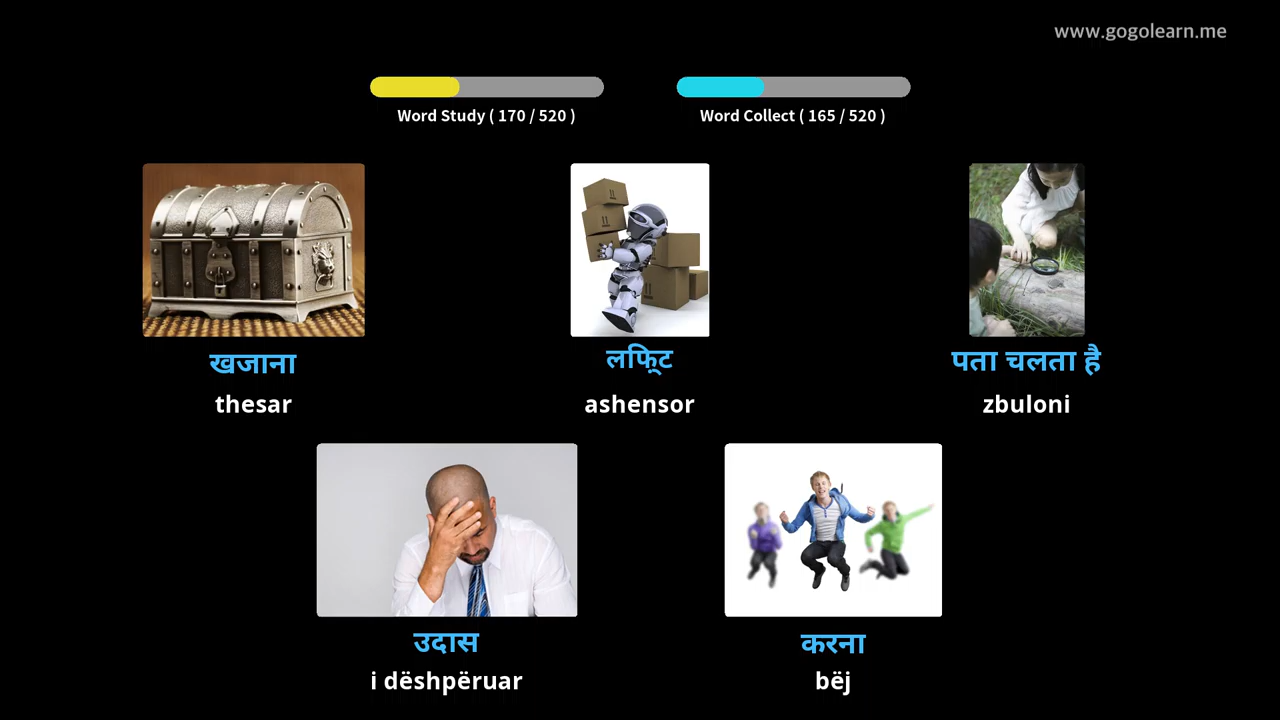 www.gogolearn.me
Word Study ( 170 / 520 )
Word Collect ( 165 / 520 )
खजाना
thesar
लफि़्ट
ashensor
पता चलता है
zbuloni
उदास
i dëshpëruar
करना
bëj